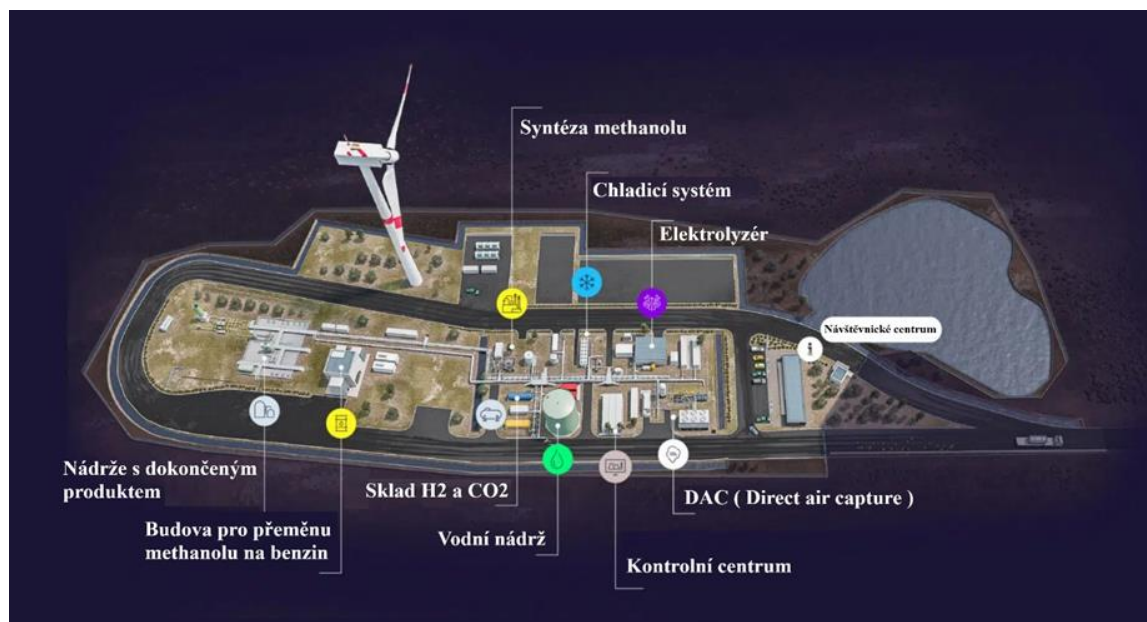 Syntéza methanolu
Chladicí systém
Elektrolyzér
Návštěvnické centrum
Nádrže s dokončeným
produktem
Budova pro přeměnu
methanolu na benzin
Sklad H2 a CO2
Vodní nádrž
Kontrolní centrum
DAC ( Direct air capture )